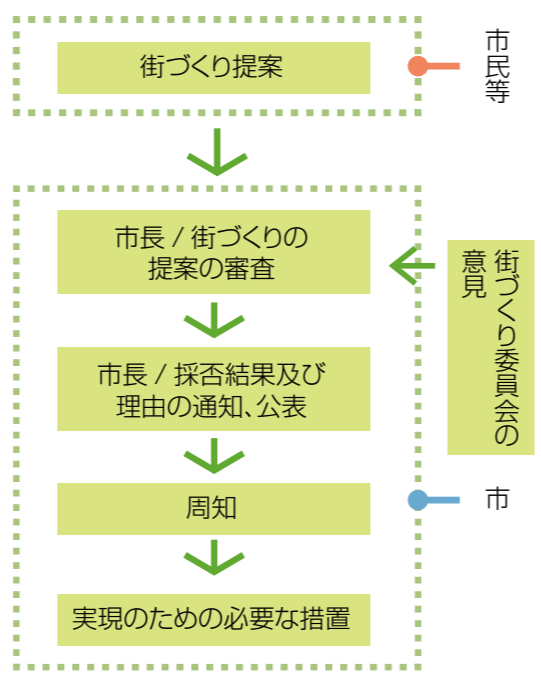 街づくり提案
市民等
市長 / 街づくりの
提案の審査
街づくり委員会の
意見
市長 / 採否結果及び
理由の通知、公表
周知
市
実現のための必要な措置